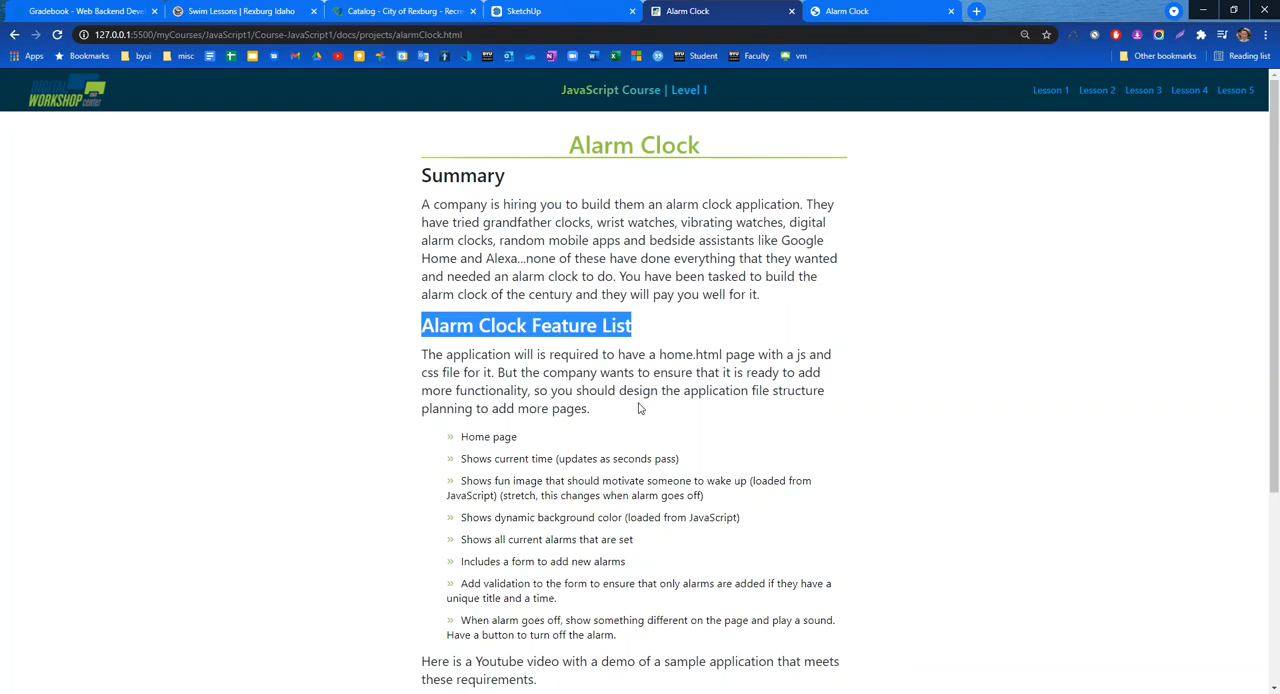 Gradebook - Web Backend Devel
Swim Lessons | Rexburg Idaho
Catalog - City of Rexburg - Recre
SketchUp
Alarm Clock
Alarm Clock
127.0.0.1:5500/myCourses/JavaScript1/Course-JavaScript1/docs/projects/alarmClock.html
Apps
Bookmarks
byui
misc
Student
Faculty
vm
Other bookmarks
Reading list
DIGITAL
WORKSHOP center
JavaScript Course | Level I
Lesson 1 Lesson 2 Lesson 3 Lesson 4 Lesson 5
Alarm Clock
Summary
A company is hiring you to build them an alarm clock application. They
have tried grandfather clocks, wrist watches, vibrating watches, digital
alarm clocks, random mobile apps and bedside assistants like Google
Home and Alexa...none of these have done everything that they wanted
and needed an alarm clock to do. You have been tasked to build the
alarm clock of the century and they will pay you well for it.
Alarm Clock Feature List
The application will is required to have a home.html page with a js and
css file for it. But the company wants to ensure that it is ready to add
more functionality, so you should design the application file structure
planning to add more pages.
» Home page
» Shows current time (updates as seconds pass)
» Shows fun image that should motivate someone to wake up (loaded from
JavaScript) (stretch, this changes when alarm goes off)
» Shows dynamic background color (loaded from JavaScript)
» Shows all current alarms that are set
» Includes a form to add new alarms
» Add validation to the form to ensure that only alarms are added if they have a
unique title and a time.
» When alarm goes off, show something different on the page and play a sound.
Have a button to turn off the alarm.
Here is a Youtube video with a demo of a sample application that meets
these requirements.